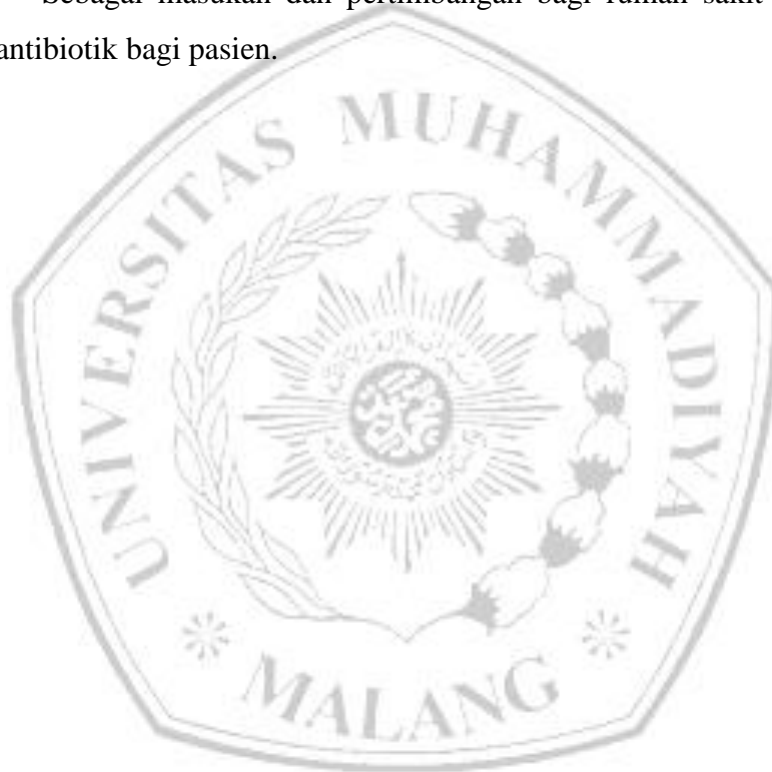 Sebagai masukan dan pertimbangan bagi rumah sakit
antibiotik bagi pasien.
UNIVERSITAS MUHAMMADIYAH
MALANG